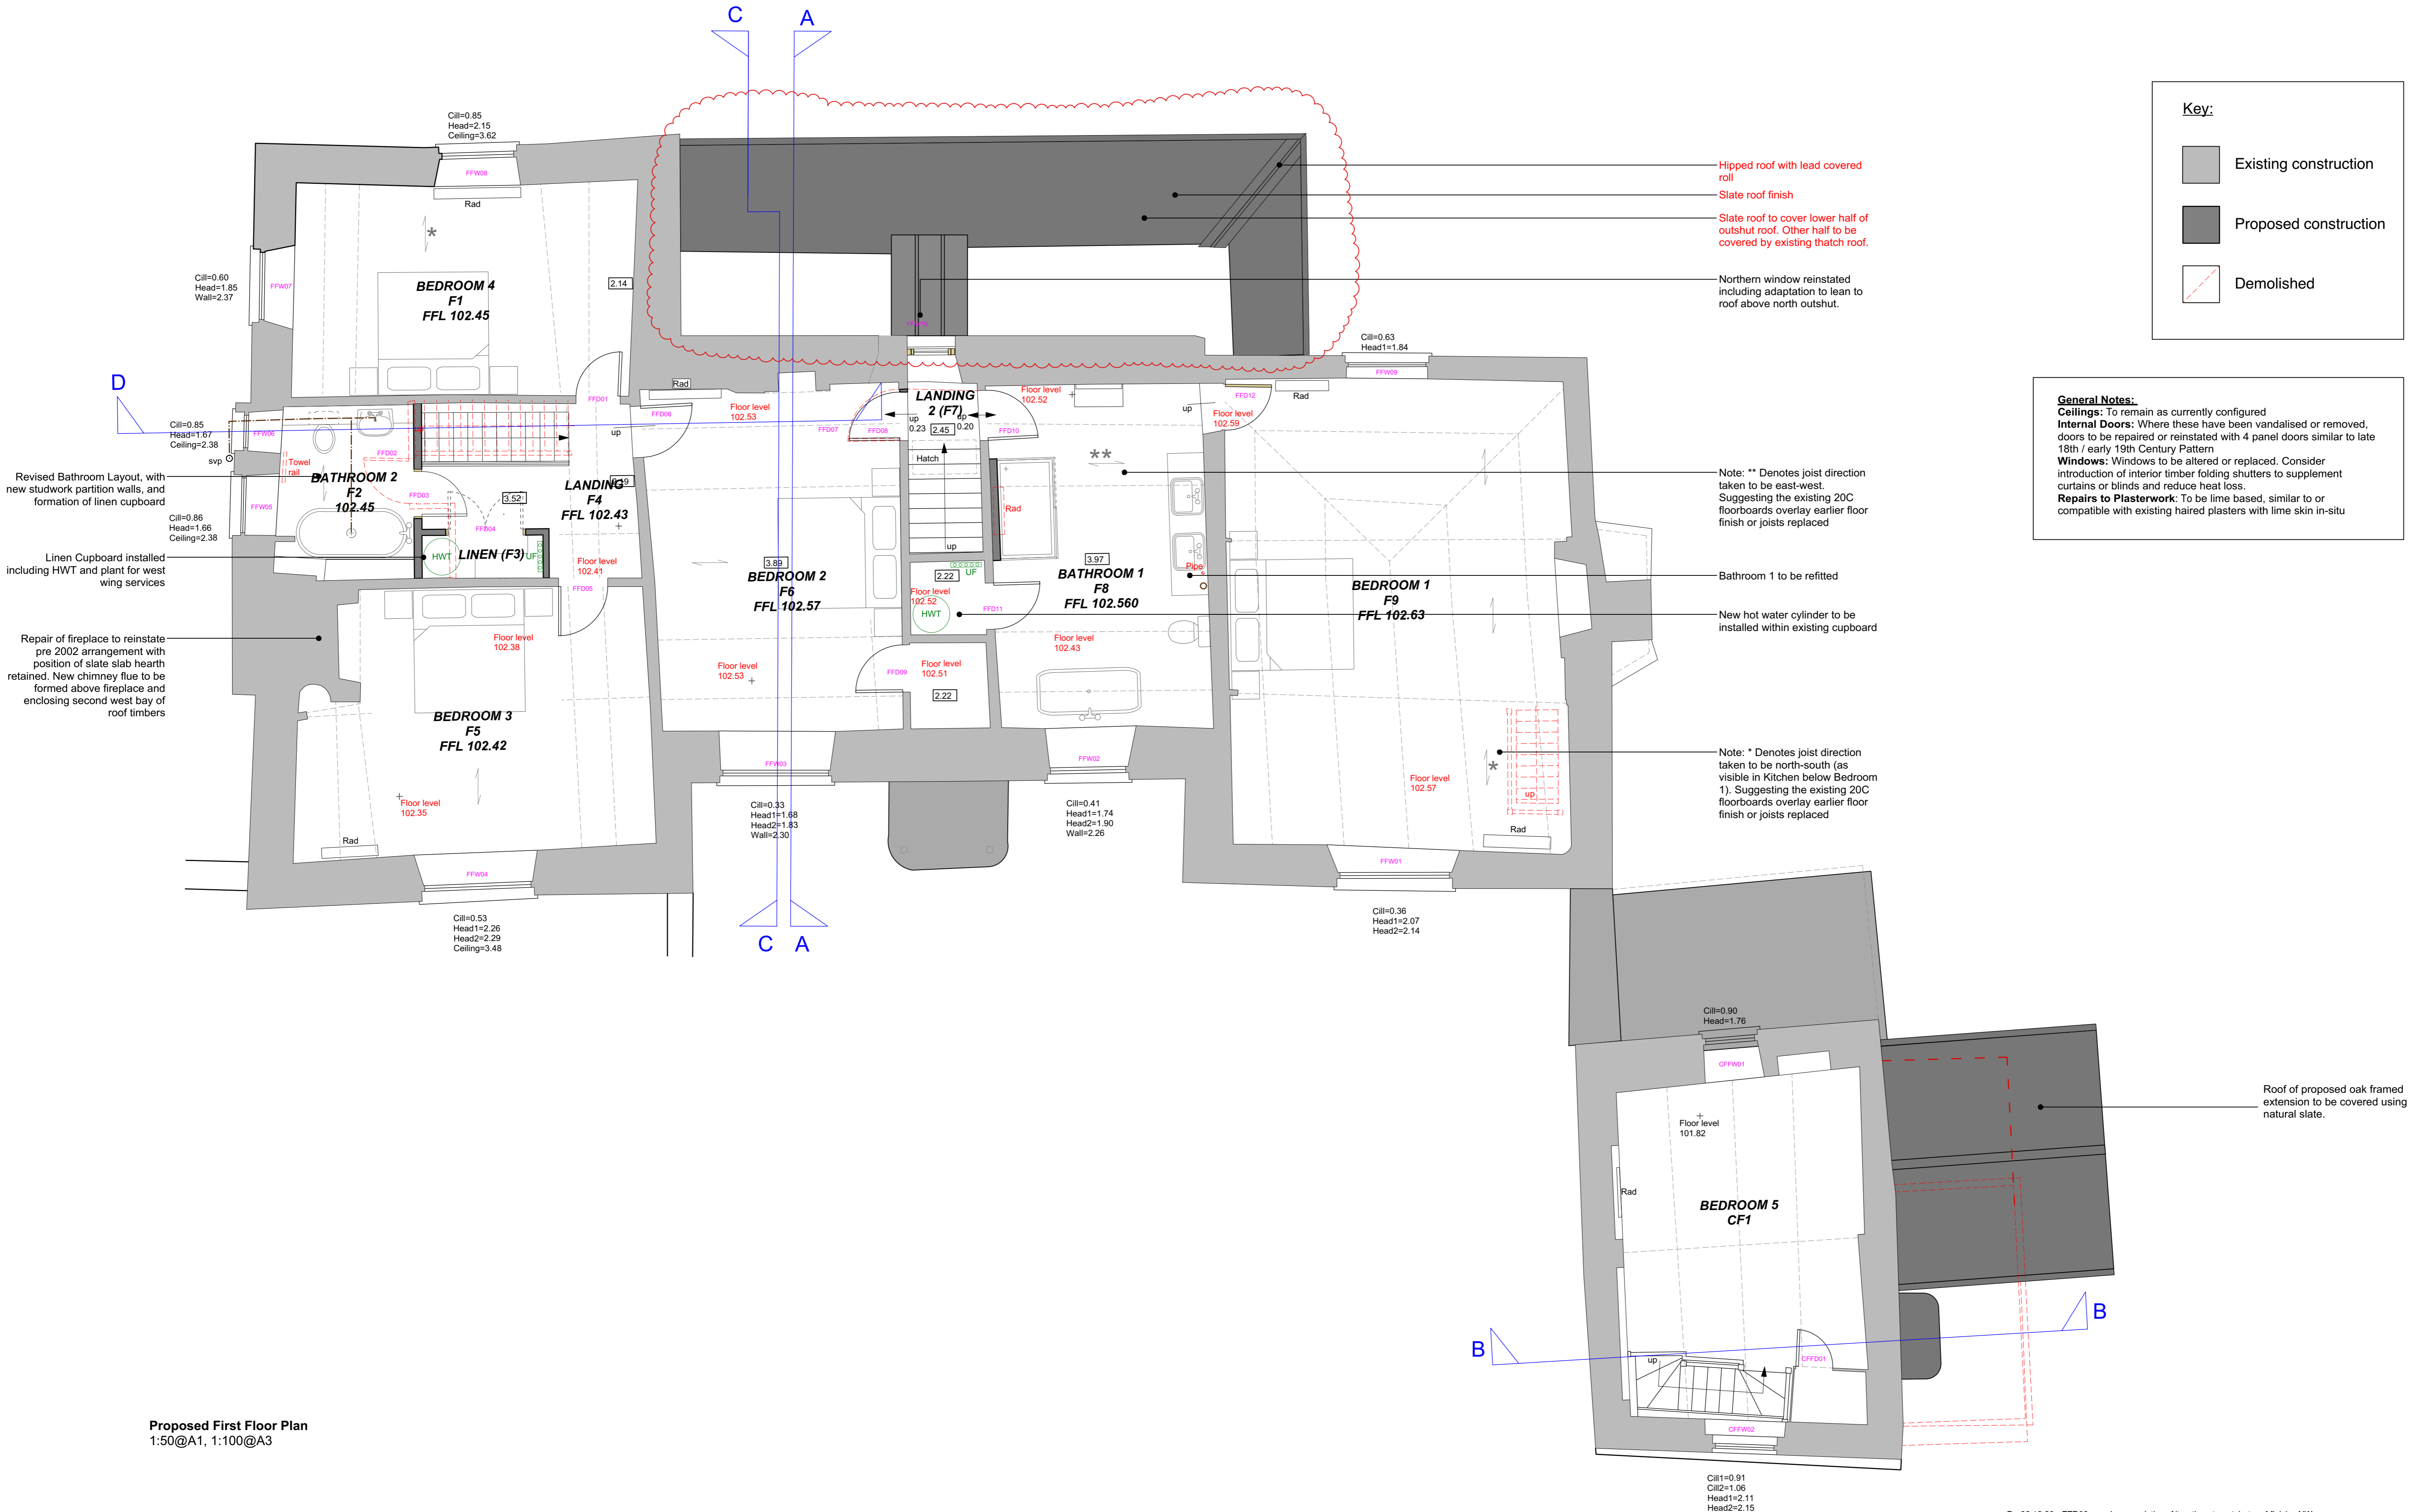 C
A
Key:
Existing construction
Proposed construction
Demolished
General Notes:
Ceilings: To remain as currently configured
Internal Doors: Where these have been vandalised or removed,
doors to be repaired or reinstated with 4 panel doors similar to late
18th / early 19th Century Pattern
Windows: Windows to be altered or replaced. Consider
introduction of interior timber folding shutters to supplement
curtains or blinds and reduce heat loss.
Repairs to Plasterwork: To be lime based, similar to or
compatible with existing haired plasters with lime skin in-situ
Hipped roof with lead covered
roll
Slate roof finish
Slate roof to cover lower half of
outshut roof. Other half to be
covered by existing thatch roof.
Northern window reinstated
including adaptation to lean to
roof above north outshut.
Cill=0.85
Head=2.15
Ceiling=3.62
FFW08
Rad
*
Cill=0.60
Head=1.85
Wall=2.37
FFW07
BEDROOM 4
F1
FFL 102.45
2.14
D
Cill=0.85
Head=1.67
Ceiling=2.38
FFW06
svp
Towel
rail
FFD02
FFD01
BATHROOM 2
F2
102.45
FFW05
Cill=0.86
Head=1.66
Ceiling=2.38
FFD03
3.52
FFD04
HWT
LINEN (F3)
UF
LANDING
F4
FFL 102.43
Floor level
102.41
FFD05
up
FFD06
Rad
Floor level
102.53
FFD07
FFD08
LANDING
2 (F7)
up
0.23
up
0.20
2.45
Hatch
up
FFD10
Floor level
102.52
**
Rad
3.89
BEDROOM 2
F6
FFL 102.57
2.22
UF
Floor level
102.52
HWT
FFD11
3.97
BATHROOM 1
F8
FFL 102.560
Pipe
Floor level
102.43
Floor level
102.53
FFD09
Floor level
102.51
2.22
up
Floor level
102.59
FFD12
Rad
Cill=0.63
Head1=1.84
FFW09
BEDROOM 1
F9
FFL 102.63
Floor level
102.57
*
up
Rad
FFW01
Cill=0.36
Head1=2.07
Head2=2.14
Revised Bathroom Layout, with
new studwork partition walls, and
formation of linen cupboard
Linen Cupboard installed
including HWT and plant for west
wing services
Repair of fireplace to reinstate
pre 2002 arrangement with
position of slate slab hearth
retained. New chimney flue to be
formed above fireplace and
enclosing second west bay of
roof timbers
Floor level
102.38
BEDROOM 3
F5
FFL 102.42
Floor level
102.35
Rad
FFW04
Cill=0.53
Head1=2.26
Head2=2.29
Ceiling=3.48
FFW03
Cill=0.33
Head1=1.68
Head2=1.83
Wall=2.30
FFW02
Cill=0.41
Head1=1.74
Head2=1.90
Wall=2.26
C
A
Note: ** Denotes joist direction
taken to be east-west.
Suggesting the existing 20C
floorboards overlay earlier floor
finish or joists replaced
Bathroom 1 to be refitted
New hot water cylinder to be
installed within existing cupboard
Note: * Denotes joist direction
taken to be north-south (as
visible in Kitchen below Bedroom
1). Suggesting the existing 20C
floorboards overlay earlier floor
finish or joists replaced
Cill=0.90
Head=1.76
CFFW01
Floor level
101.82
Rad
BEDROOM 5
CF1
Roof of proposed oak framed
extension to be covered using
natural slate.
B
B
up
CFFD01
CFFW02
Cill1=0.91
Cill2=1.06
Head1=2.11
Head2=2.15
Proposed First Floor Plan
1:50@A1, 1:100@A3